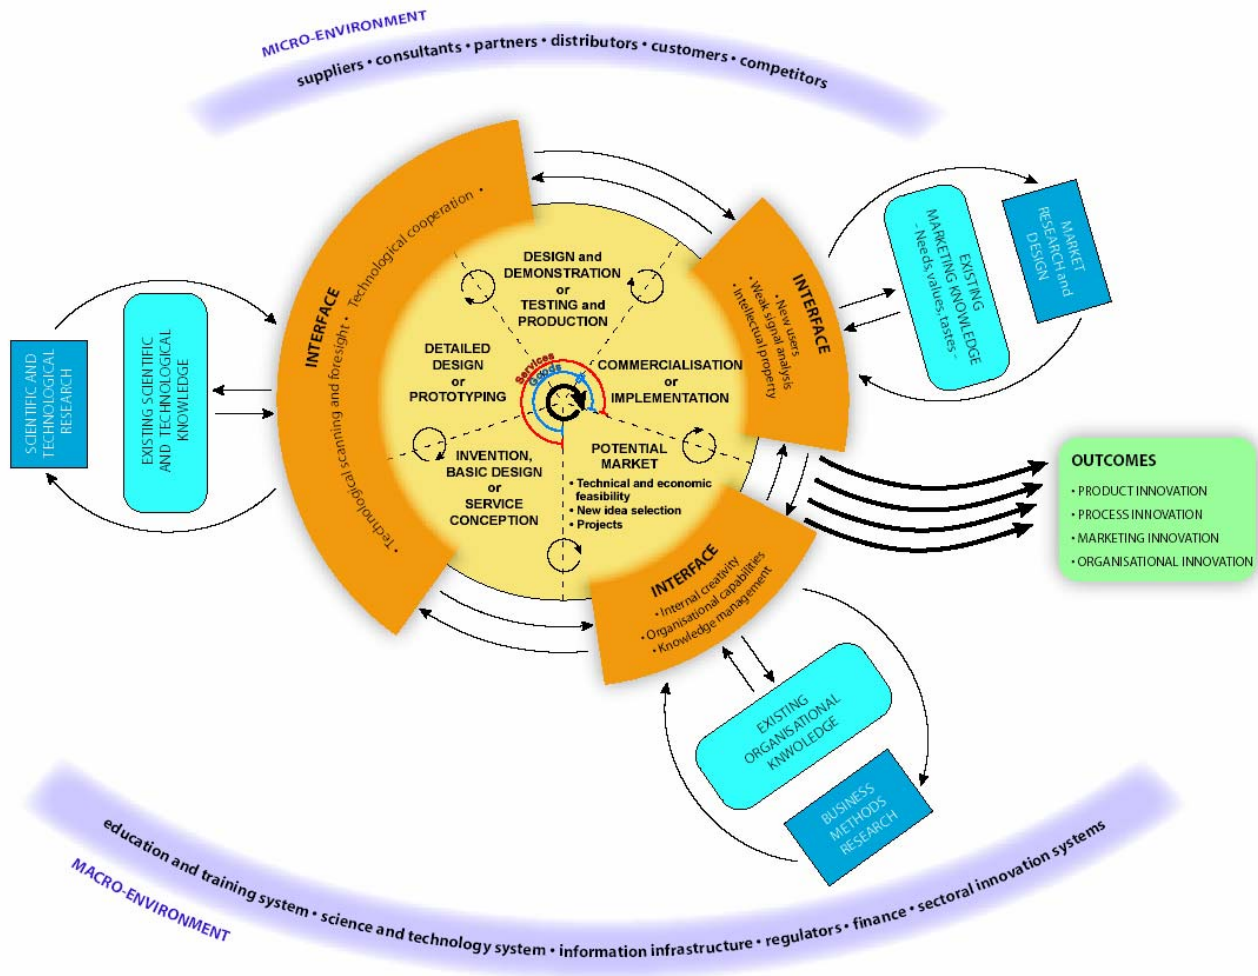 MICRO-ENVIRONMENT
suppliers • consultants • partners • distributors • customers • competitors
INTERFACE
• Technological scanning and foresight • Technological cooperation •
DESIGN and
DEMONSTRATION
or
TESTING and
PRODUCTION
DETAILED
DESIGN
or
PROTOTYPING
Services
Goods
COMMERCIALISATION
or
IMPLEMENTATION
INVENTION,
BASIC DESIGN
or
SERVICE
CONCEPTION
POTENTIAL
MARKET
• Technical and economic
feasibility
• New idea selection
• Projects
INTERFACE
• New users
• Weak signal analysis
• Intellectual property
EXISTING
MARKETING KNOWLEDGE
- Needs,values,tastes -
MARKET
RESEARCH and
DESIGN
SCIENTIFIC AND
TECHNOLOGICAL
RESEARCH
EXISTING SCIENTIFIC
AND TECHNOLOGICAL
KNOWLEDGE
INTERFACE
• Internal creativity
• Organisational capabilities
• Knowledge management
EXISTING
ORGANISATIONAL
KNWOLEDGE
BUSINESS
METHODS
RESEARCH
OUTCOMES
• PRODUCT INNOVATION
• PROCESS INNOVATION
• MARKETING INNOVATION
• ORGANISATIONAL INNOVATION
education and training system • science and technology system • information infrastructure • regulators • finance • sectoral innovation systems
MACRO-ENVIRONMENT